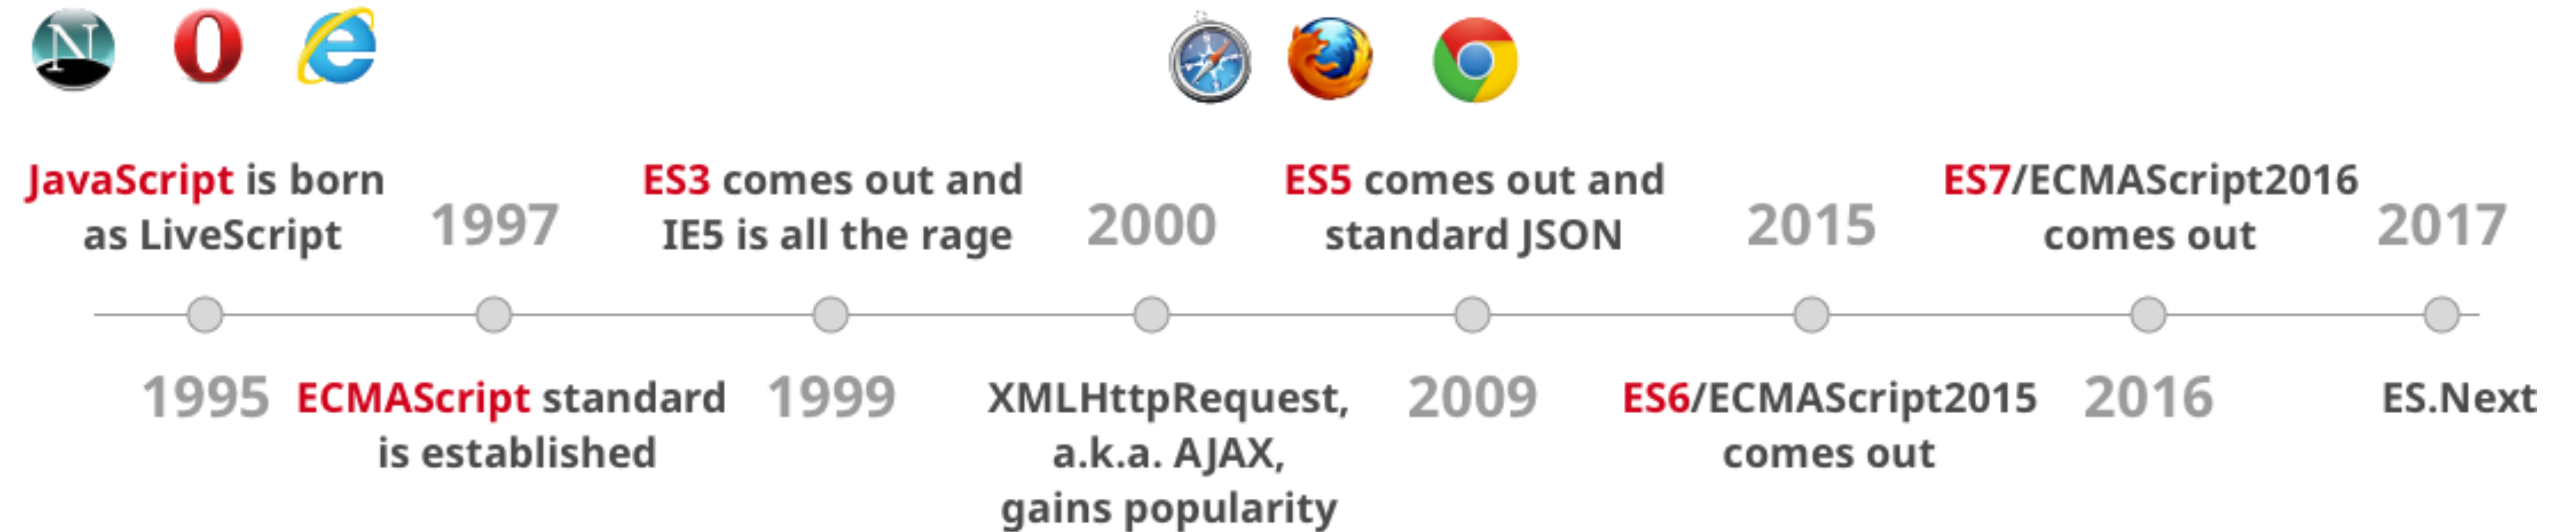 N
JavaScript is born
as LiveScript
1995
1997
ECMAScript standard
is established
ES3 comes out and
IE5 is all the rage
1999
2000
XMLHttpRequest,
a.k.a. AJAX,
gains popularity
ES5 comes out and
standard JSON
2009
2015
ES6/ECMAScript2015
comes out
ES7/ECMAScript2016
comes out
2016
2017
ES.Next